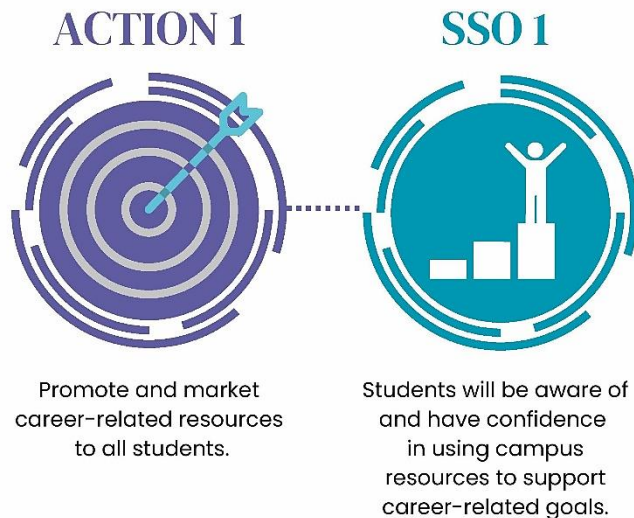 ACTION 1
Promote and market
career-related resources
to all students.
SSO 1
Students will be aware of
and have confidence
in using campus
resources to support
career-related goals.